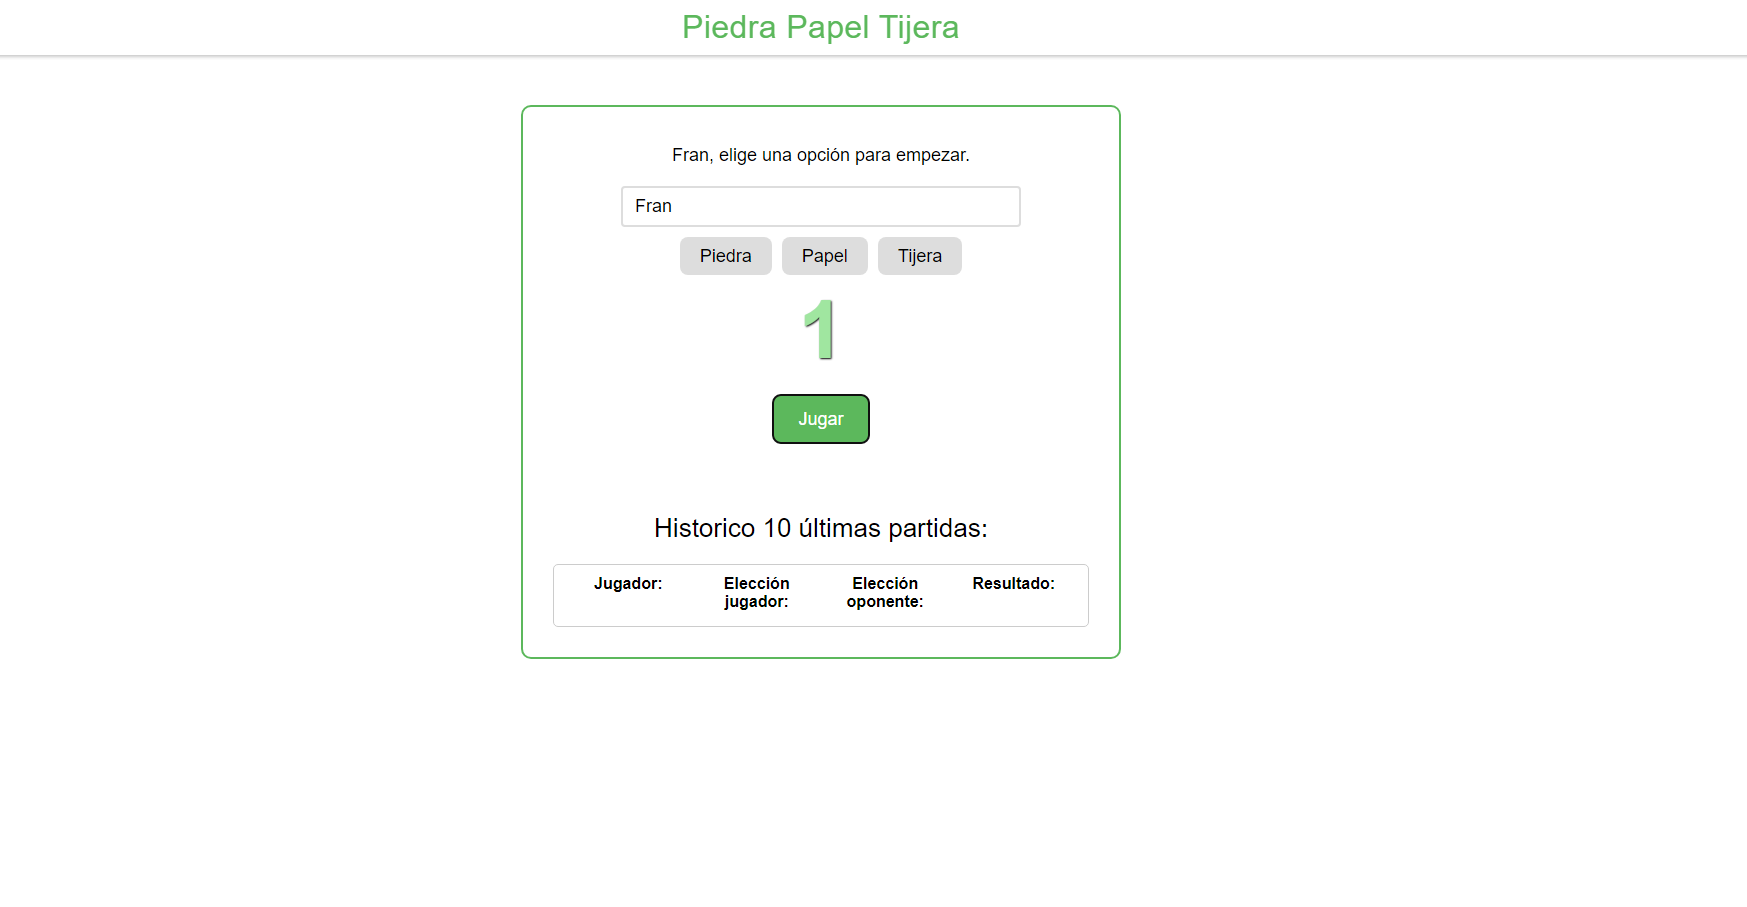 Piedra Papel Tijera
Fran, elige una opción para empezar.
Fran
Piedra Papel Tijera
1
Jugar
Historico 10 últimas partidas:
Jugador: Elección jugador: Elección oponente: Resultado: